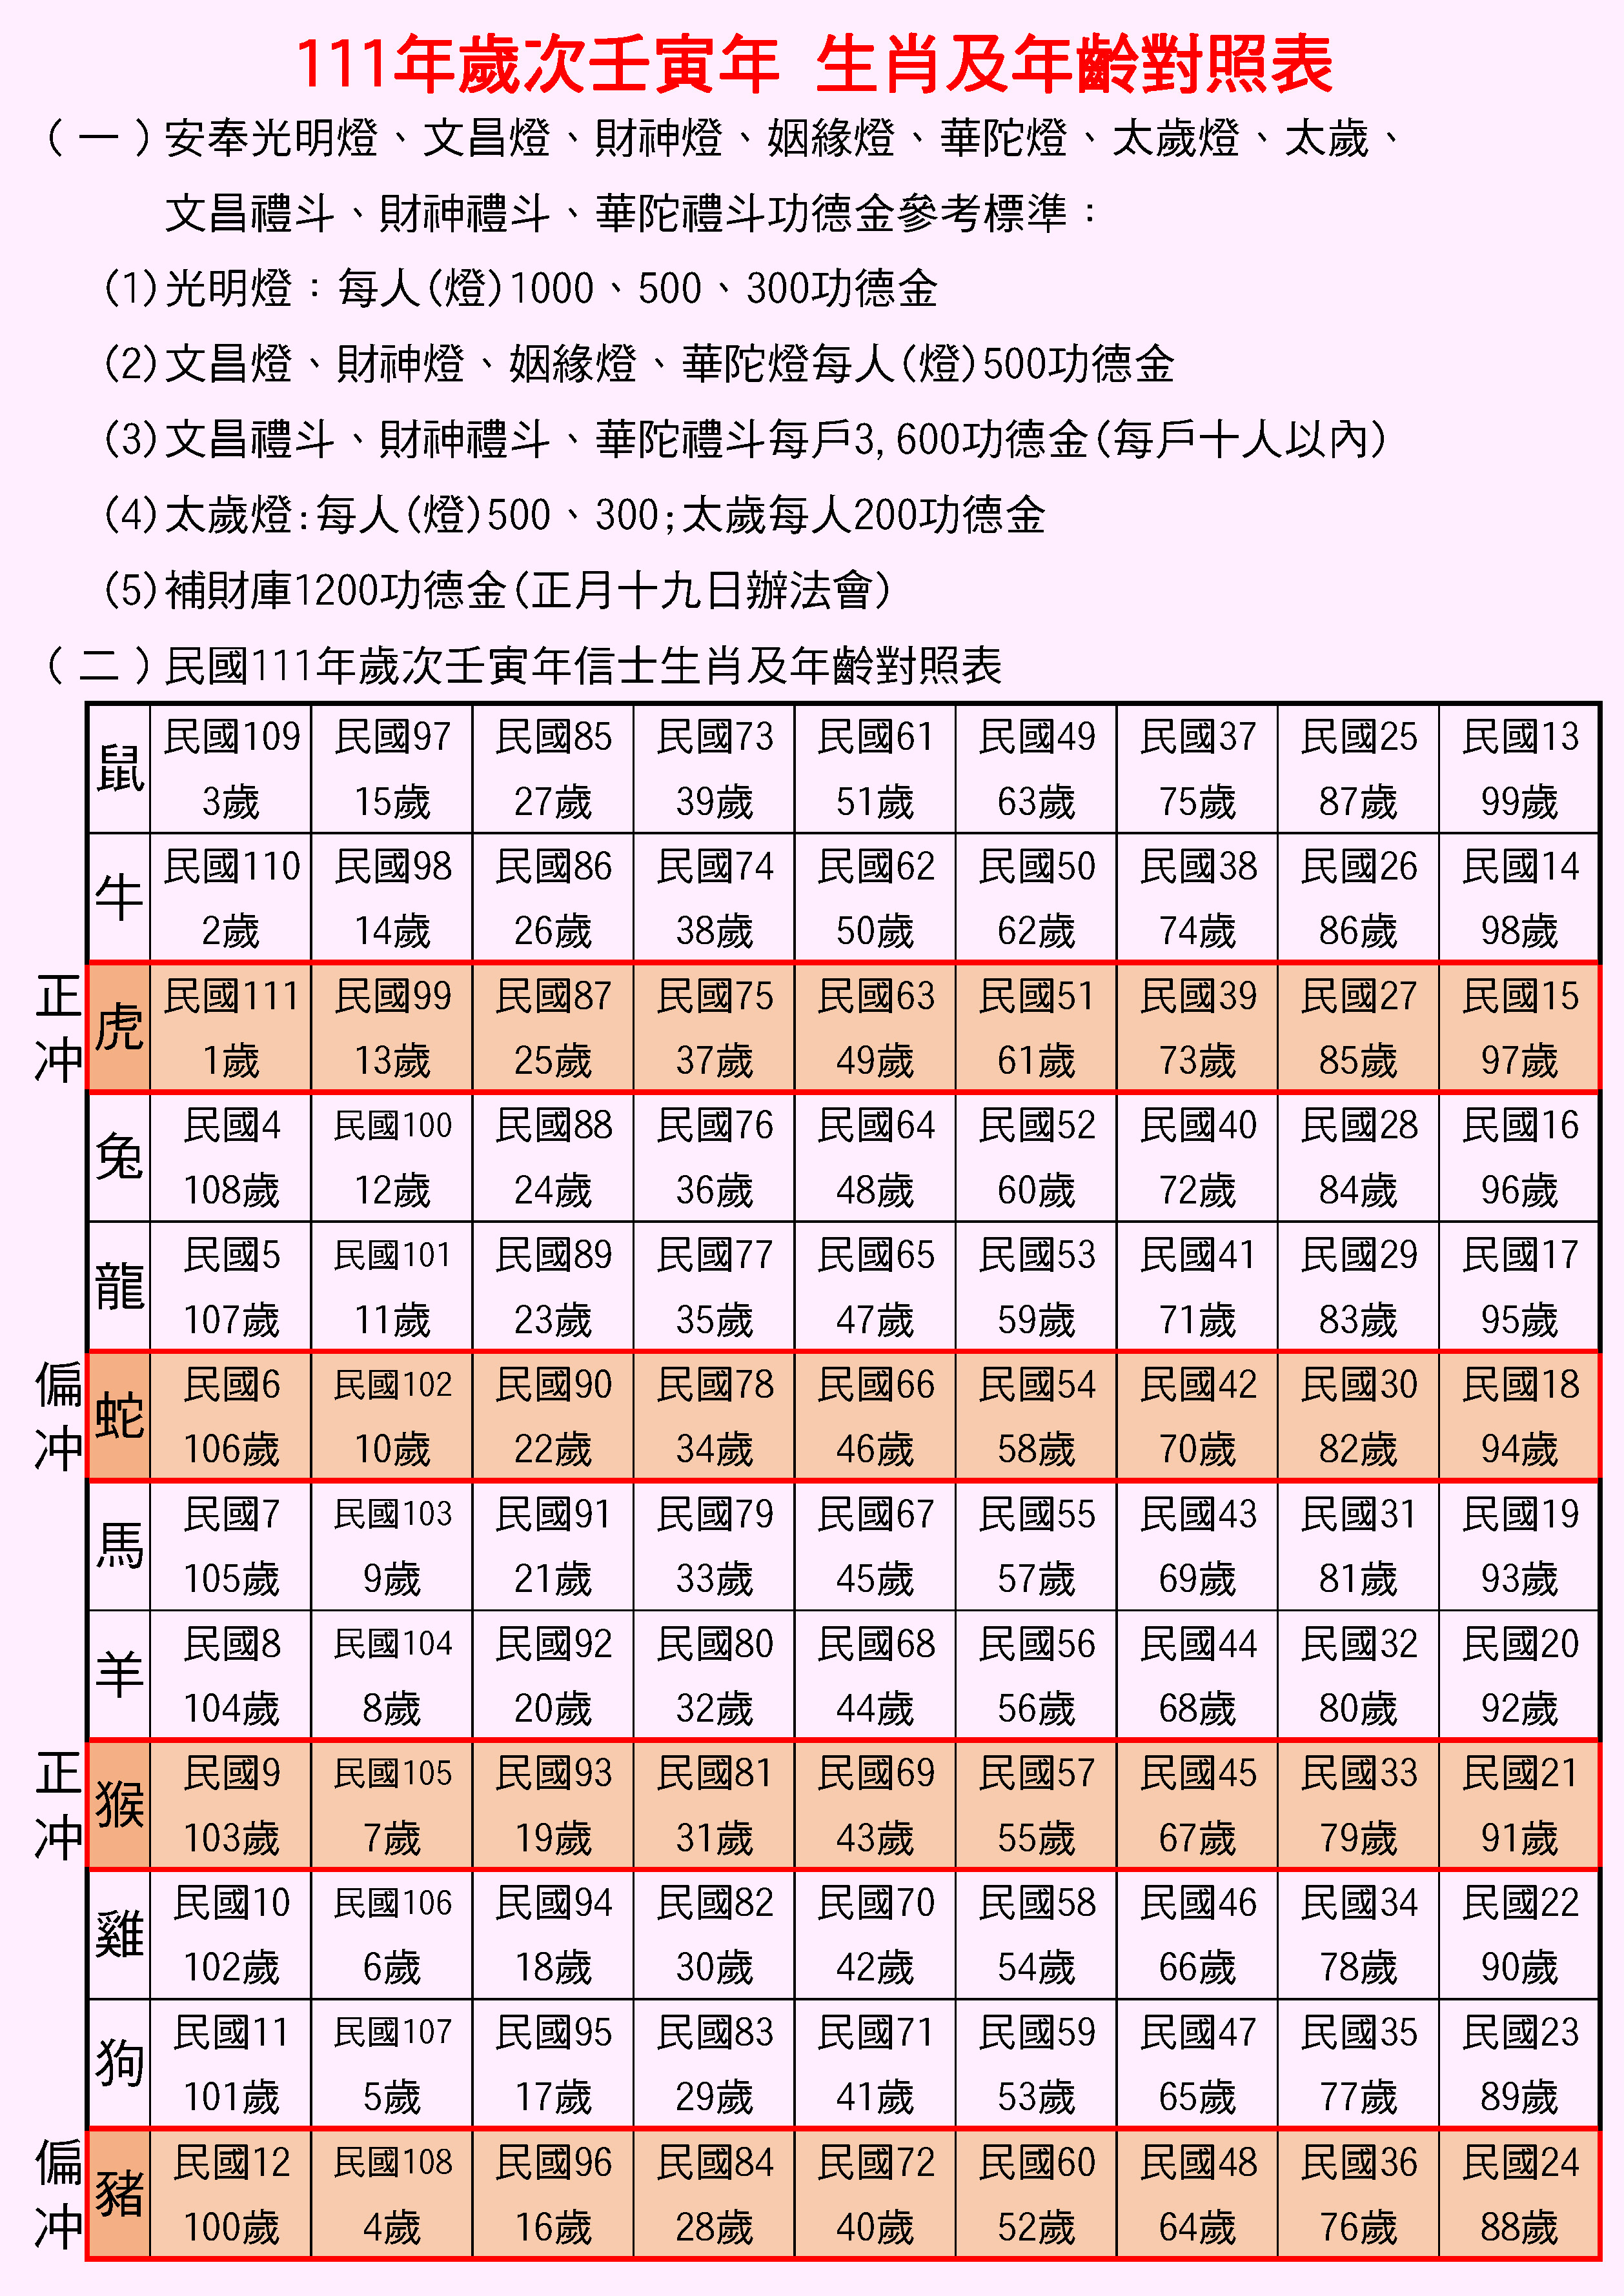 111年歲次壬寅年 生肖及年齡對照表
(一)安奉光明燈、文昌燈、財神燈、姻緣燈、華陀燈、太歲燈、太歲、
文昌禮斗、財神禮斗、華陀禮斗功德金參考標準：
(1)光明燈：每人(燈)1000、500、300功德金
(2)文昌燈、財神燈、姻緣燈、華陀燈每人(燈)500功德金
(3)文昌禮斗、財神禮斗、華陀禮斗每戶3,600功德金(每戶十人以內)
(4)太歲燈:每人(燈)500、300;太歲每人200功德金
(5)補財庫1200功德金(正月十九日辦法會)
(二)民國111年歲次壬寅年信士生肖及年齡對照表
鼠 民國109 民國97 民國85 民國73 民國61 民國49 民國37 民國25 民國13
3歲 15歲 27歲 39歲 51歲 63歲 75歲 87歲 99歲
牛 民國110 民國98 民國86 民國74 民國62 民國50 民國38 民國26 民國14
2歲 14歲 26歲 38歲 50歲 62歲 74歲 86歲 98歲
正冲 虎 民國111 民國99 民國87 民國75 民國63 民國51 民國39 民國27 民國15
1歲 13歲 25歲 37歲 49歲 61歲 73歲 85歲 97歲
兔 民國4 民國100 民國88 民國76 民國64 民國52 民國40 民國28 民國16
108歲 12歲 24歲 36歲 48歲 60歲 72歲 84歲 96歲
龍 民國5 民國101 民國89 民國77 民國65 民國53 民國41 民國29 民國17
107歲 11歲 23歲 35歲 47歲 59歲 71歲 83歲 95歲
偏冲 蛇 民國6 民國102 民國90 民國78 民國66 民國54 民國42 民國30 民國18
106歲 10歲 22歲 34歲 46歲 58歲 70歲 82歲 94歲
馬 民國7 民國103 民國91 民國79 民國67 民國55 民國43 民國31 民國19
105歲 9歲 21歲 33歲 45歲 57歲 69歲 81歲 93歲
羊 民國8 民國104 民國92 民國80 民國68 民國56 民國44 民國32 民國20
104歲 8歲 20歲 32歲 44歲 56歲 68歲 80歲 92歲
正冲 猴 民國9 民國105 民國93 民國81 民國69 民國57 民國45 民國33 民國21
103歲 7歲 19歲 31歲 43歲 55歲 67歲 79歲 91歲
雞 民國10 民國106 民國94 民國82 民國70 民國58 民國46 民國34 民國22
102歲 6歲 18歲 30歲 42歲 54歲 66歲 78歲 90歲
狗 民國11 民國107 民國95 民國83 民國71 民國59 民國47 民國35 民國23
101歲 5歲 17歲 29歲 41歲 53歲 65歲 77歲 89歲
偏冲 豬 民國12 民國108 民國96 民國84 民國72 民國60 民國48 民國36 民國24
100歲 4歲 16歲 28歲 40歲 52歲 64歲 76歲 88歲